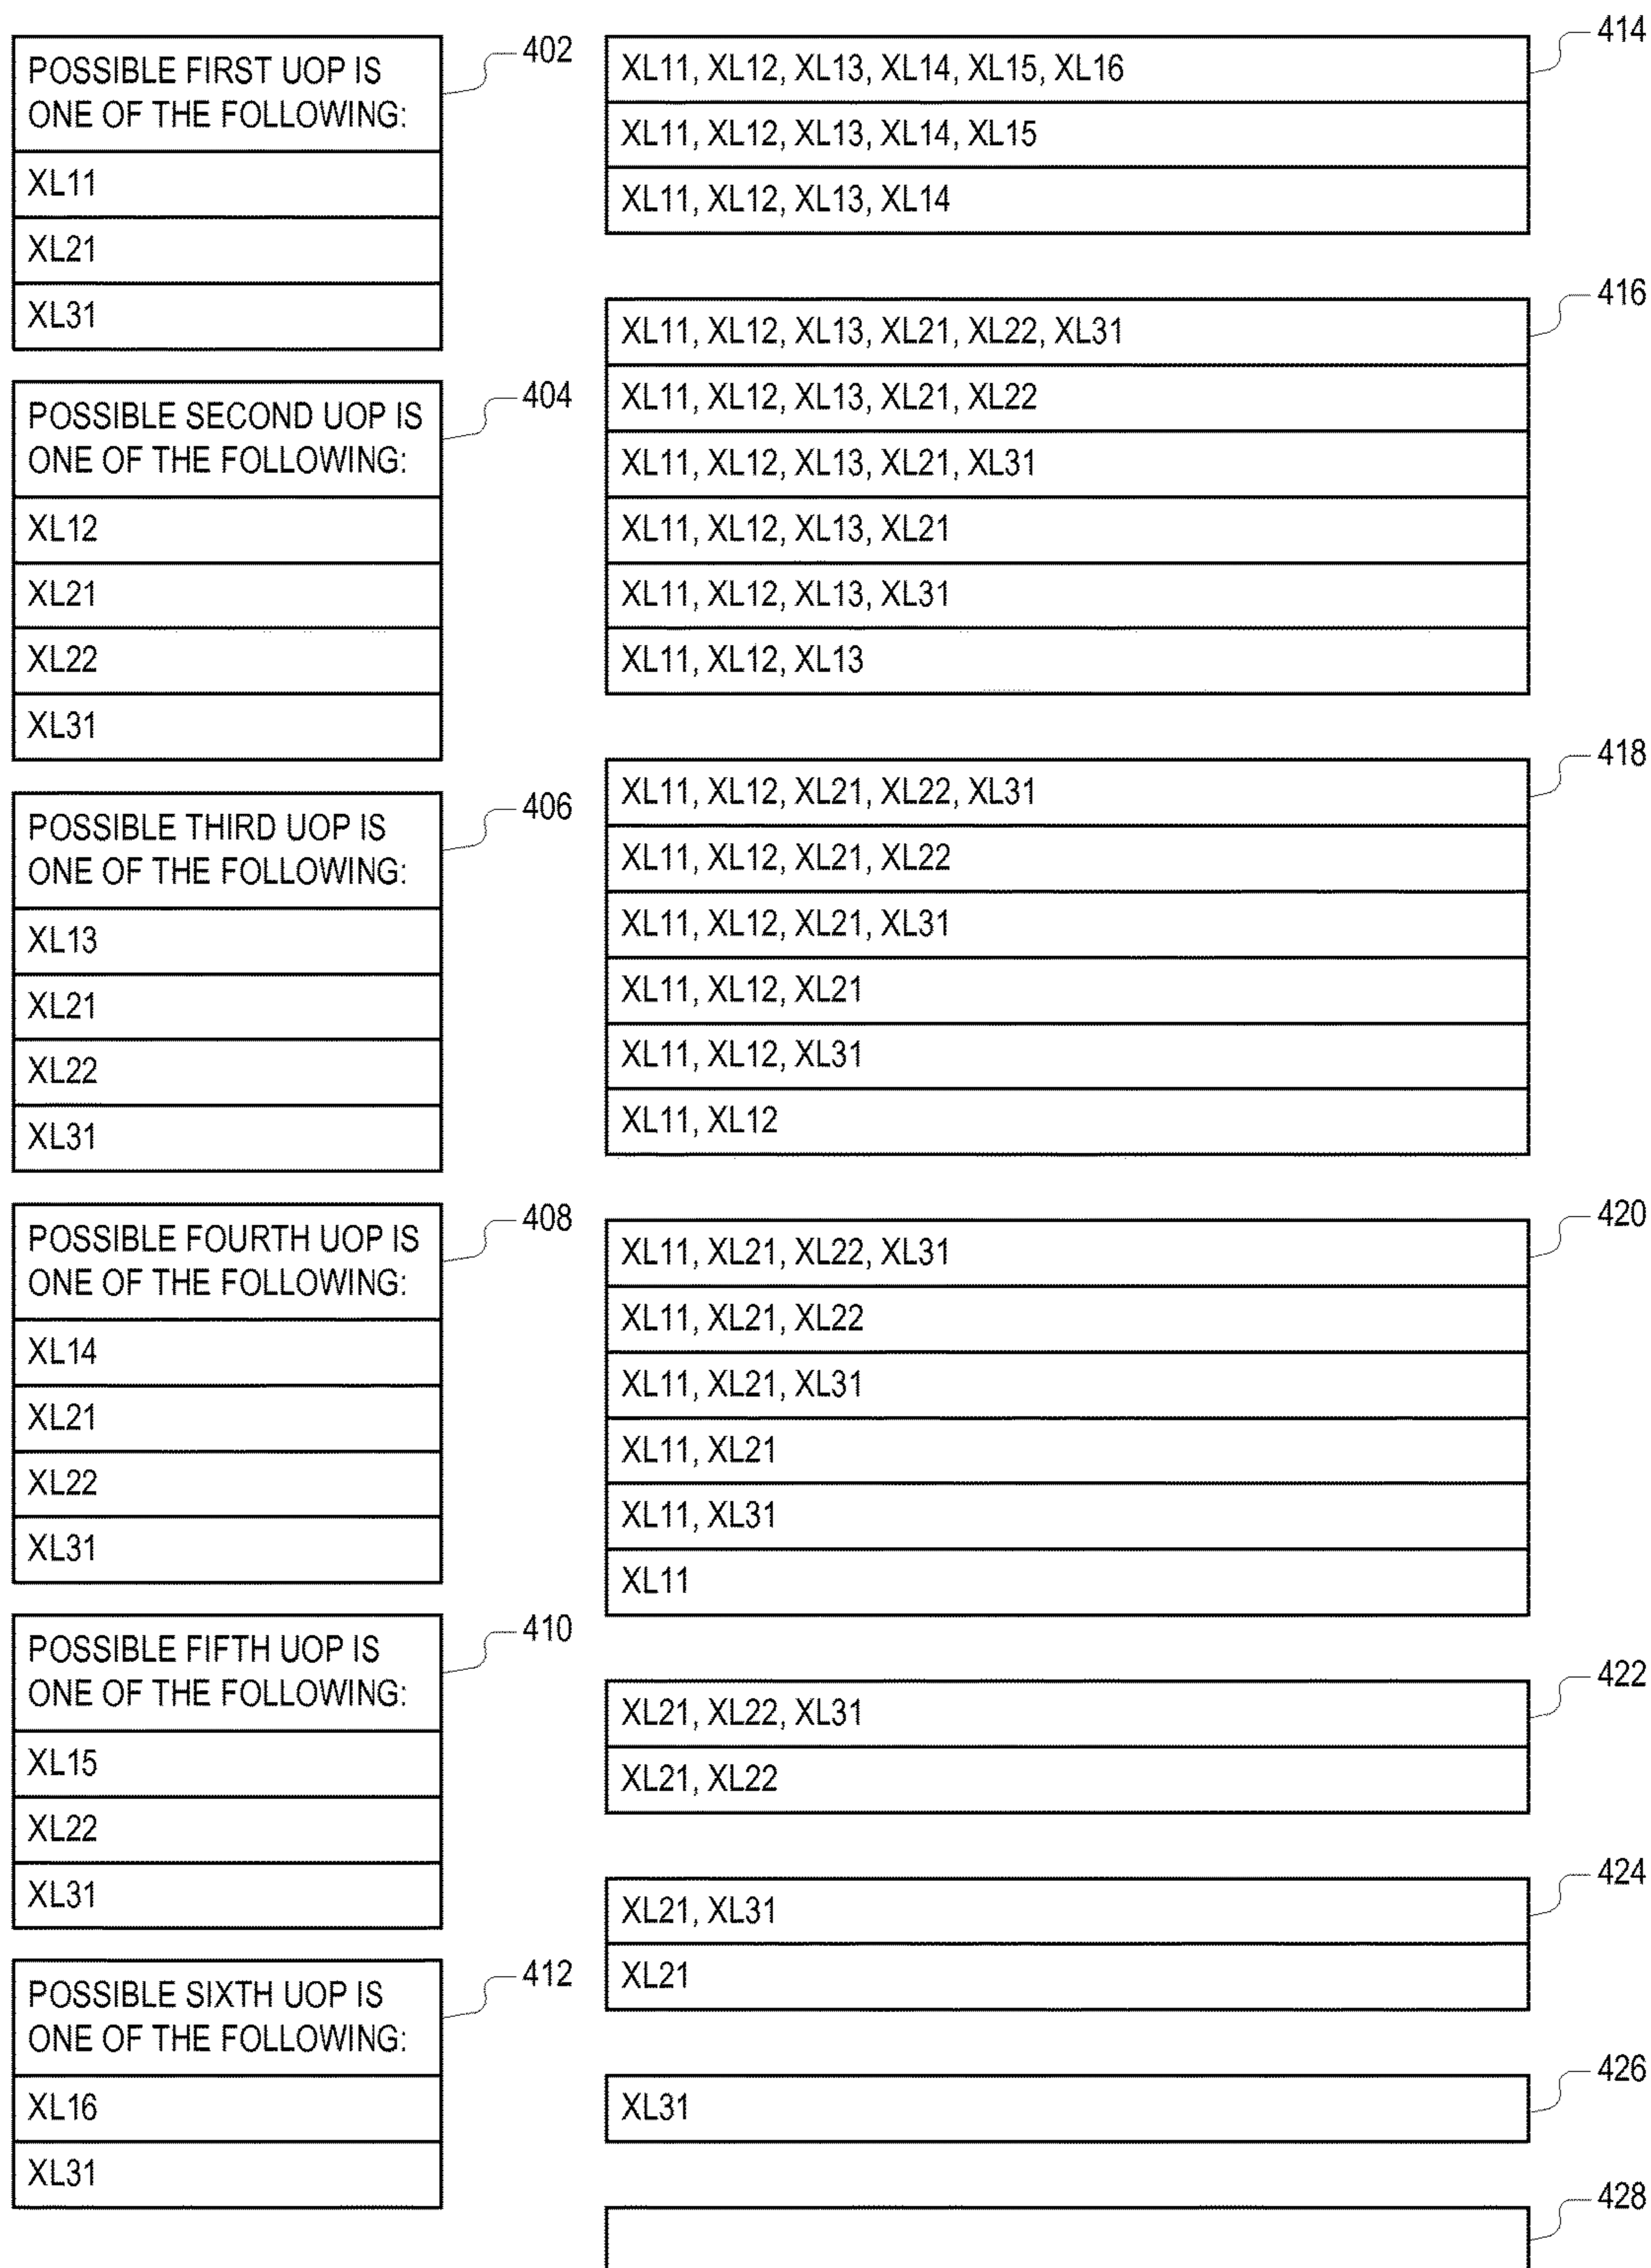 402
POSSIBLE FIRST UOP IS
ONE OF THE FOLLOWING:
XL11
XL21
XL31
404
POSSIBLE SECOND UOP IS
ONE OF THE FOLLOWING:
XL12
XL21
XL22
XL31
406
POSSIBLE THIRD UOP IS
ONE OF THE FOLLOWING:
XL13
XL21
XL22
XL31
408
POSSIBLE FOURTH UOP IS
ONE OF THE FOLLOWING:
XL14
XL21
XL22
XL31
410
POSSIBLE FIFTH UOP IS
ONE OF THE FOLLOWING:
XL15
XL22
XL31
412
POSSIBLE SIXTH UOP IS
ONE OF THE FOLLOWING:
XL16
XL31
414
XL11, XL12, XL13, XL14, XL15, XL16
XL11, XL12, XL13, XL14, XL15
XL11, XL12, XL13, XL14
416
XL11, XL12, XL13, XL21, XL22, XL31
XL11, XL12, XL13, XL21, XL22
XL11, XL12, XL13, XL21, XL31
XL11, XL12, XL13, XL21
XL11, XL12, XL13, XL31
XL11, XL12, XL13
418
XL11, XL12, XL21, XL22, XL31
XL11, XL12, XL21, XL22
XL11, XL12, XL21, XL31
XL11, XL12, XL21
XL11, XL12, XL31
XL11, XL12
420
XL11, XL21, XL22, XL31
XL11, XL21, XL22
XL11, XL21, XL31
XL11, XL21
XL11, XL31
XL11
422
XL21, XL22, XL31
XL21, XL22
424
XL21, XL31
XL21
426
XL31
428